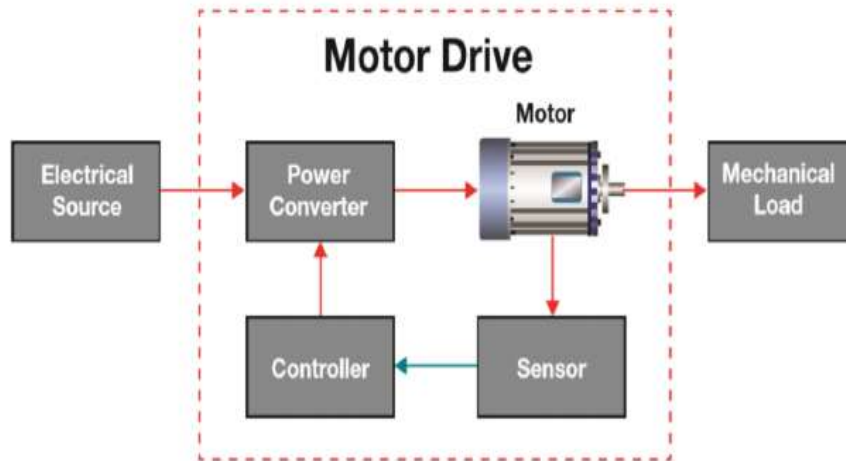 Motor Drive
Motor
Electrical
Source
Power
Converter
Mechanical
Load
Controller
Sensor